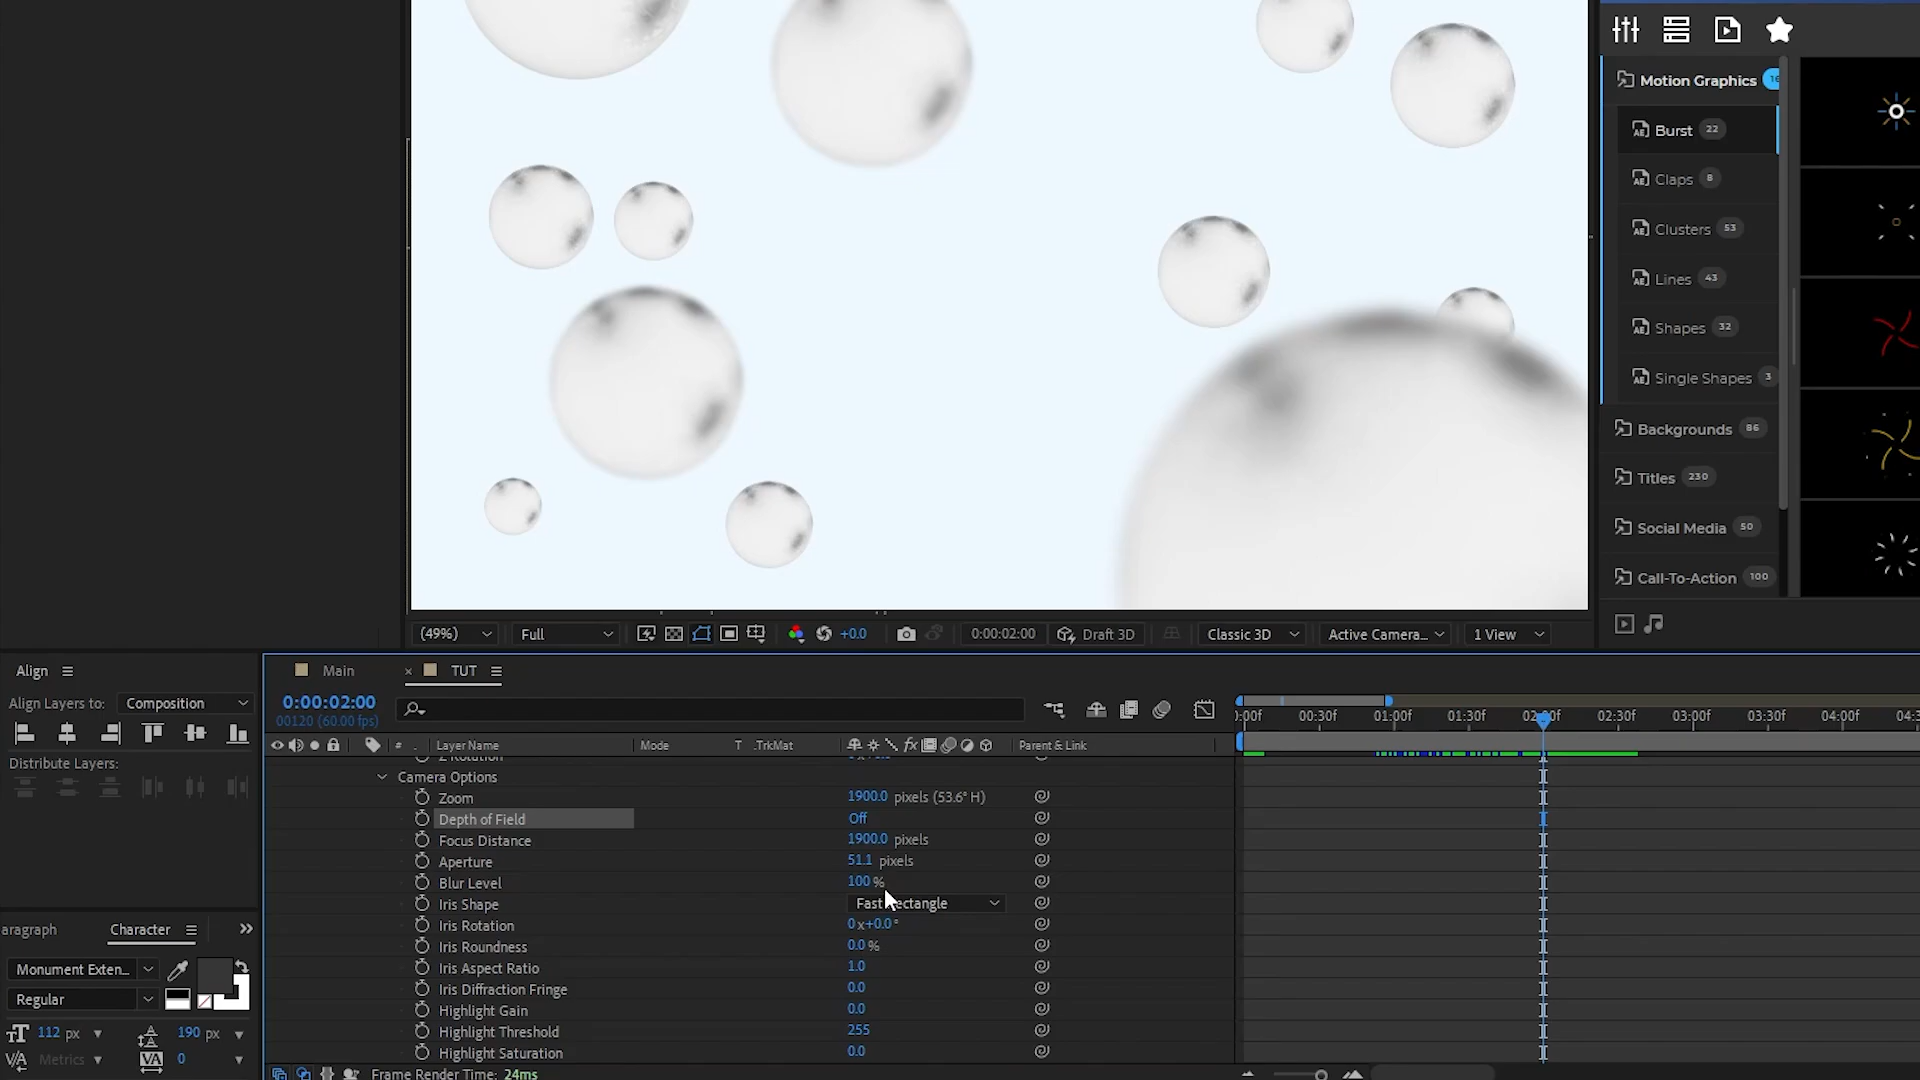 Motion Graphics
Burst 22
Claps 8
Clusters 53
Lines 43
Shapes 32
Single Shapes 3
Backgrounds 86
Titles 230
Social Media 50
Call-To-Action 100
(49%) Full +0.0 0:00:02:00 Draft 3D Classic 3D Active Camera... 1 View
Align
Align Layers to: Composition
Distribute Layers:
Main TUT
0:00:02:00
00120 (60.00 fps)
:00f 00:30f 01:00f 01:30f 02:00f 02:30f 03:00f 03:30f 04:00f 04:3
# Layer Name Mode T .TrkMat fx Parent & Link
Z Rotation
Camera Options
Zoom 1900.0 pixels (53.6° H)
Depth of Field Off
Focus Distance 1900.0 pixels
Aperture 51.1 pixels
Blur Level 100 %
Iris Shape Fast Rectangle
Iris Rotation 0x+0.0°
Iris Roundness 0.0 %
Iris Aspect Ratio 1.0
Iris Diffraction Fringe 0.0
Highlight Gain 0.0
Highlight Threshold 255
Highlight Saturation 0.0
Frame Render Time: 24ms
aragraph Character
Monument Exten...
Regular
112 px 190 px
Metrics 0